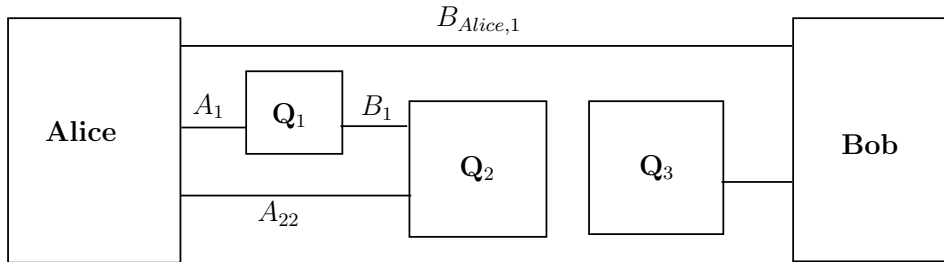 B_{Alice,1}
A_1
Q_1
B_1
Alice
Q_2
Q_3
Bob
A_{22}